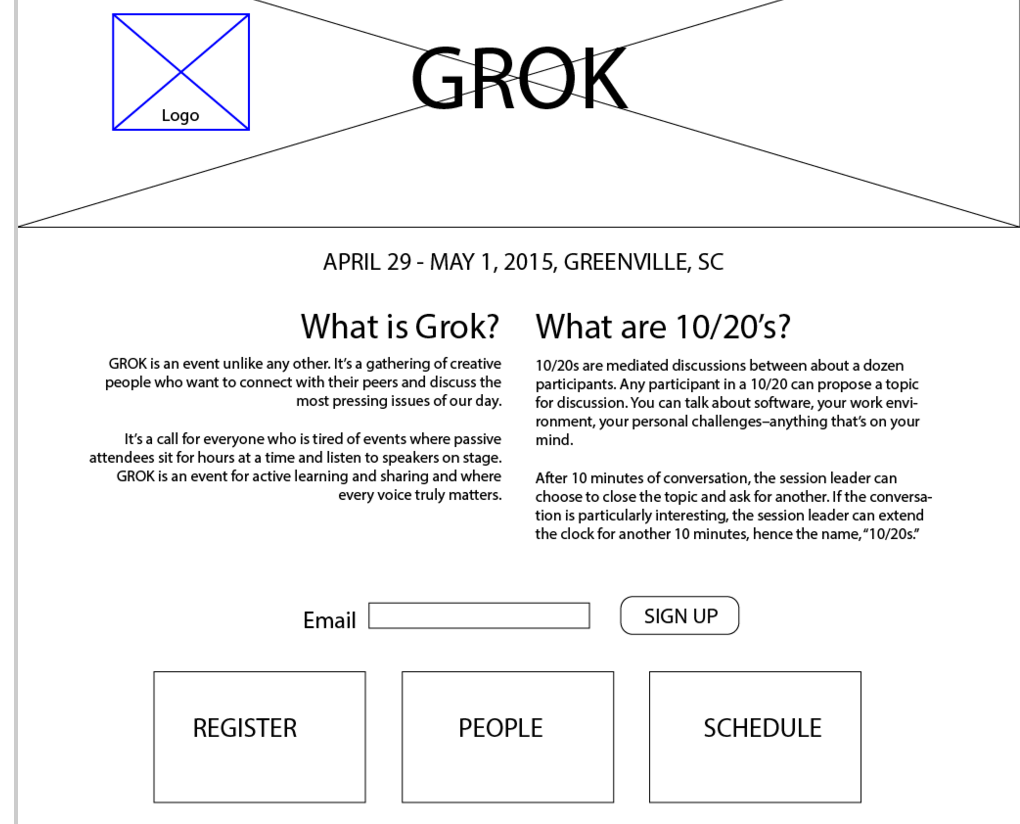 GROK
Logo
APRIL 29 - MAY 1, 2015, GREENVILLE, SC
What is Grok?
GROK is an event unlike any other. It's a gathering of creative
people who want to connect with their peers and discuss the
most pressing issues of our day.
It's a call for everyone who is tired of events where passive
attendees sit for hours at a time and listen to speakers on stage.
GROK is an event for active learning and sharing and where
every voice truly matters.
What are 10/20's?
10/20s are mediated discussions between about a dozen
participants. Any participant in a 10/20 can propose a topic
for discussion. You can talk about software, your work envi-
ronment, your personal challenges–anything that's on your
mind.
After 10 minutes of conversation, the session leader can
choose to close the topic and ask for another. If the conversa-
tion is particularly interesting, the session leader can extend
the clock for another 10 minutes, hence the name, "10/20s."
Email
SIGN UP
REGISTER
PEOPLE
SCHEDULE